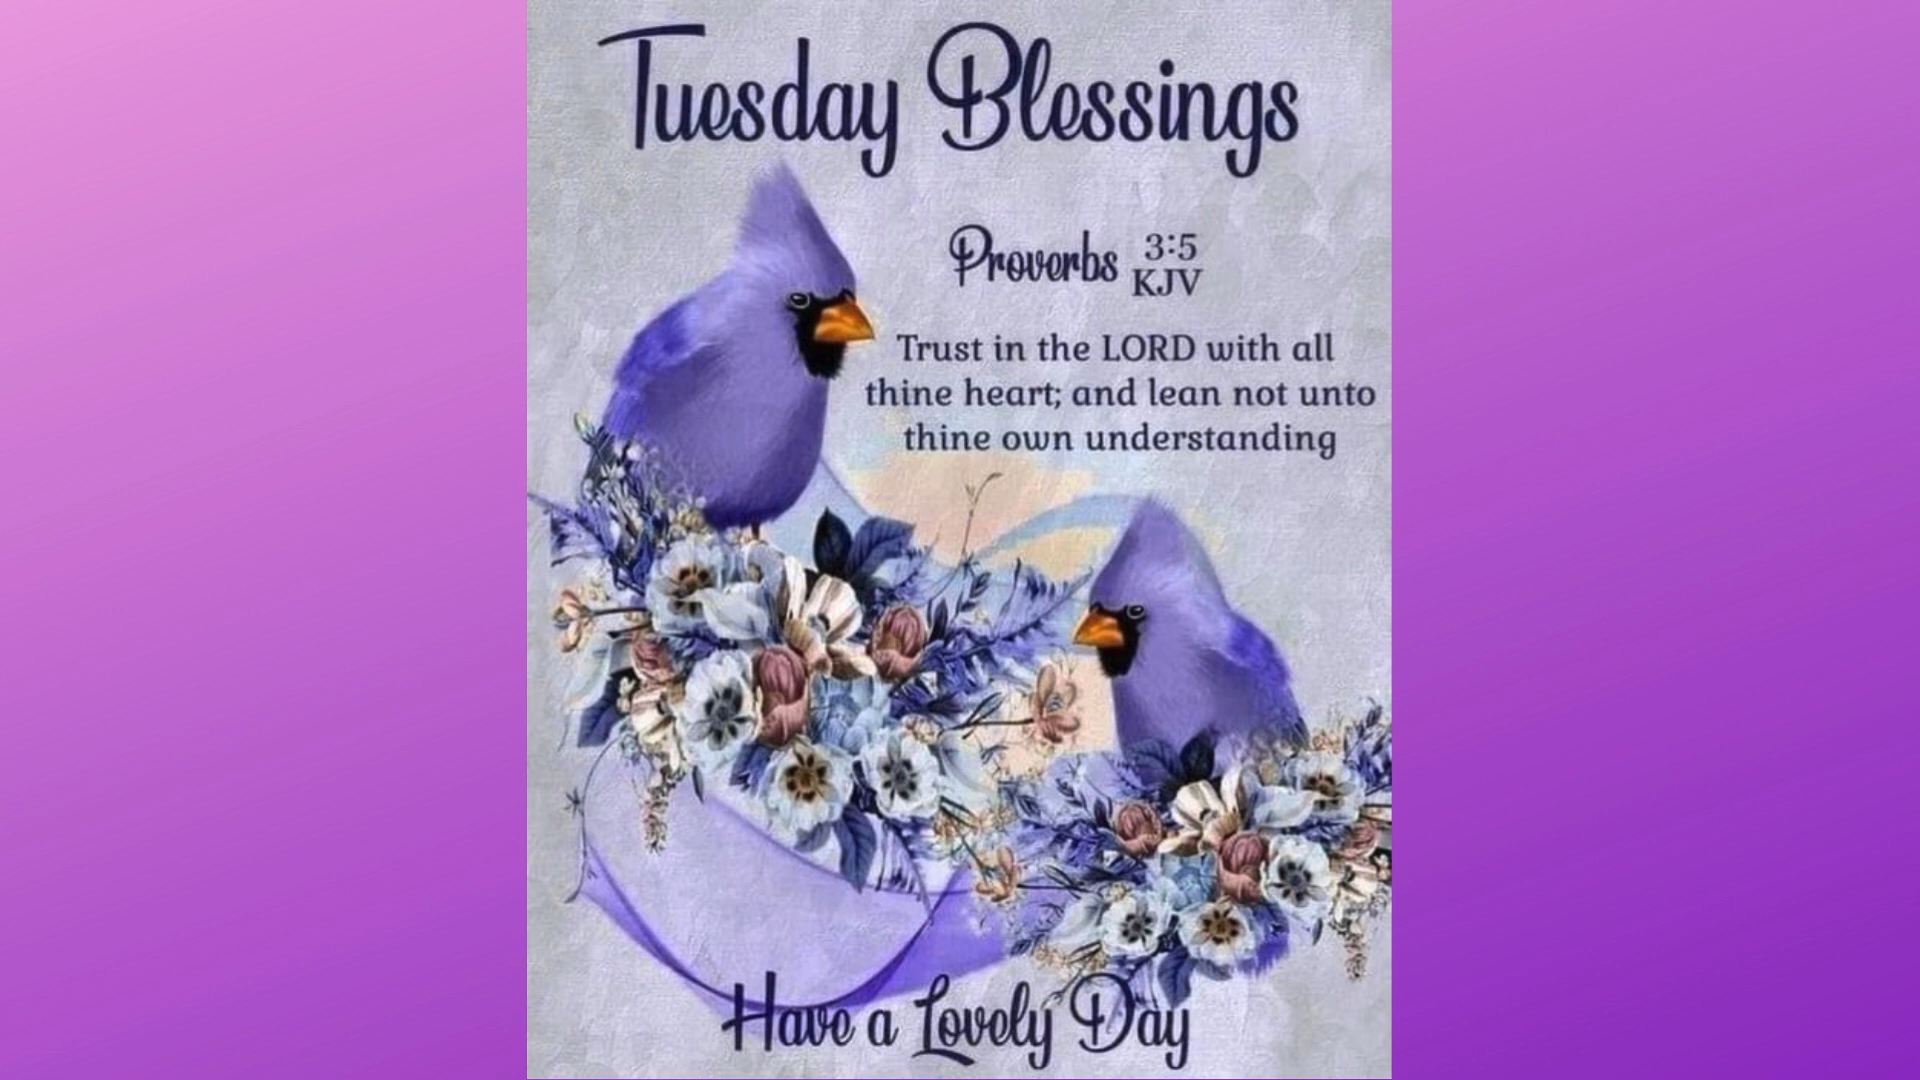 Tuesday Blessings
Proverbs 3:5
KJV
Trust in the LORD with all
thine heart; and lean not unto
thine own understanding
Have a Lovely Day